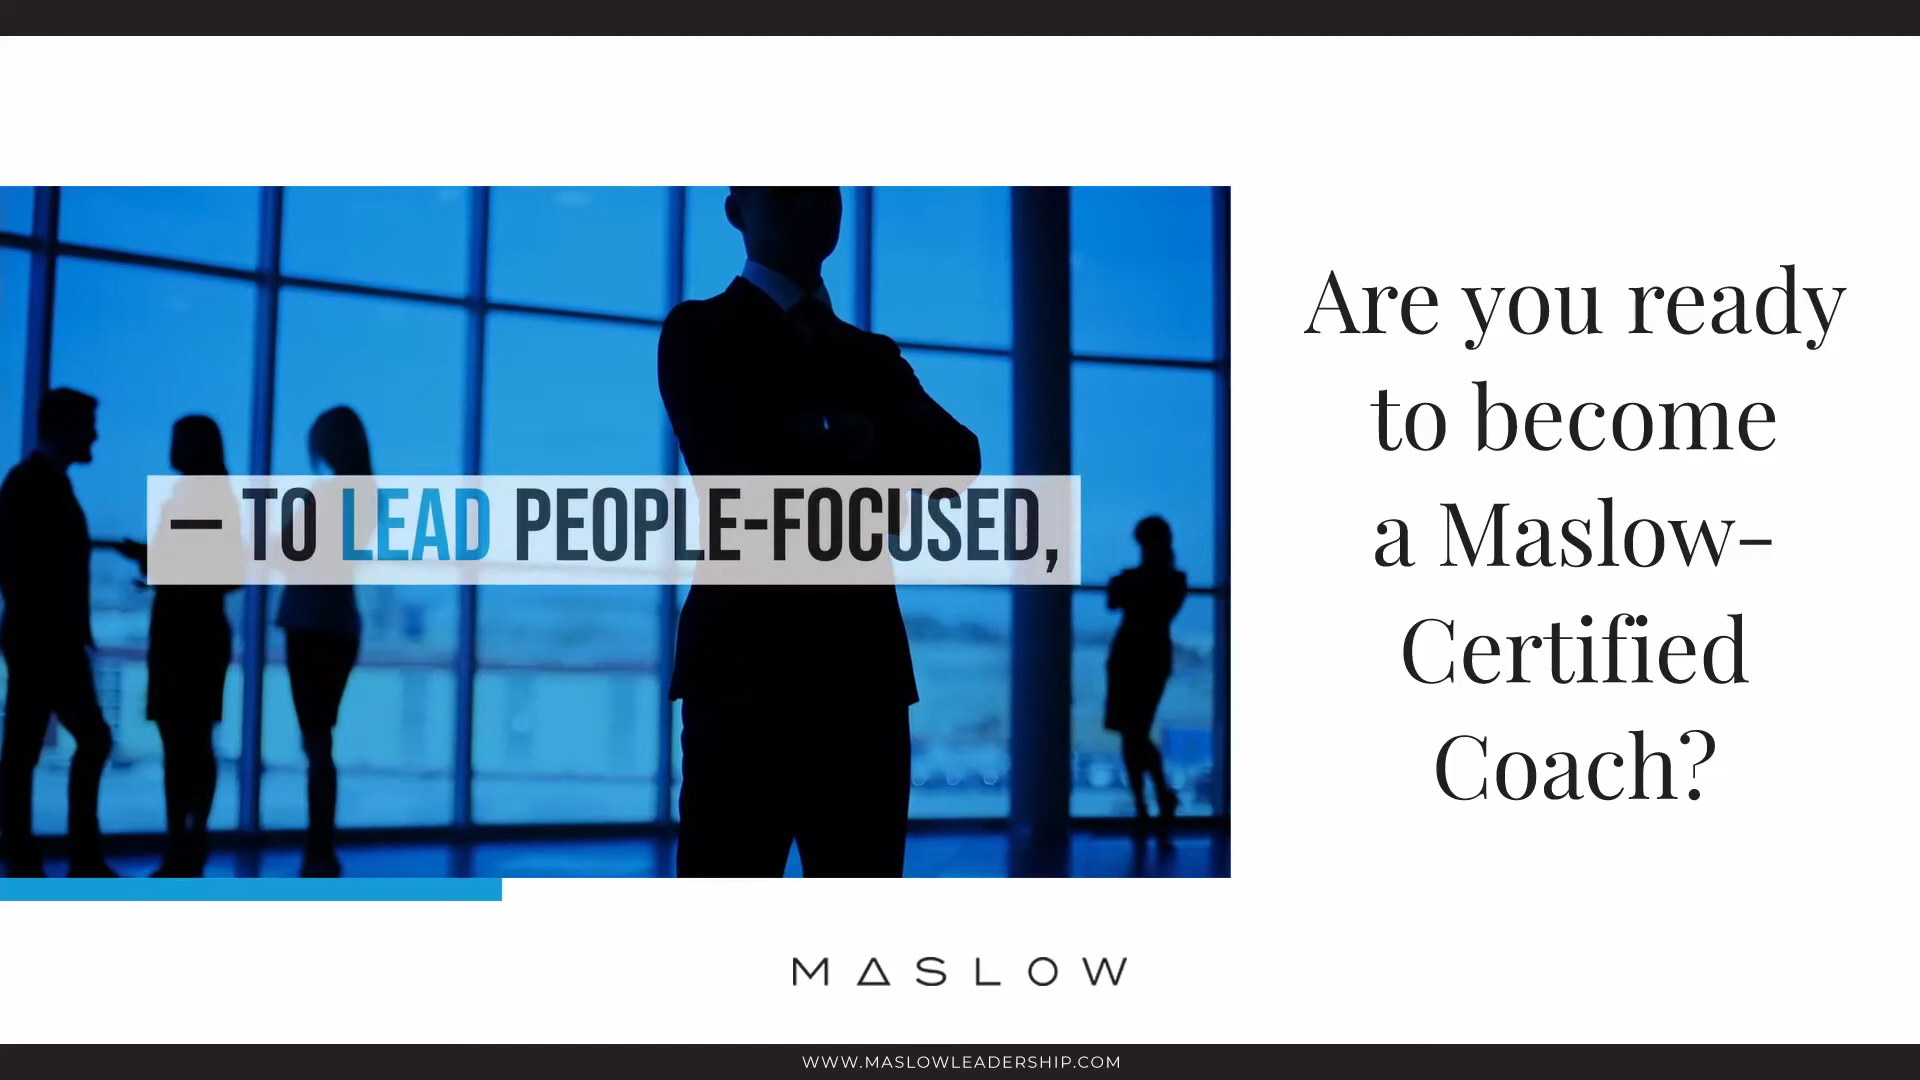 — TO LEAD PEOPLE-FOCUSED,
Are you ready
to become
a Maslow-
Certified
Coach?
MASLOW
WWW.MASLOWLEADERSHIP.COM